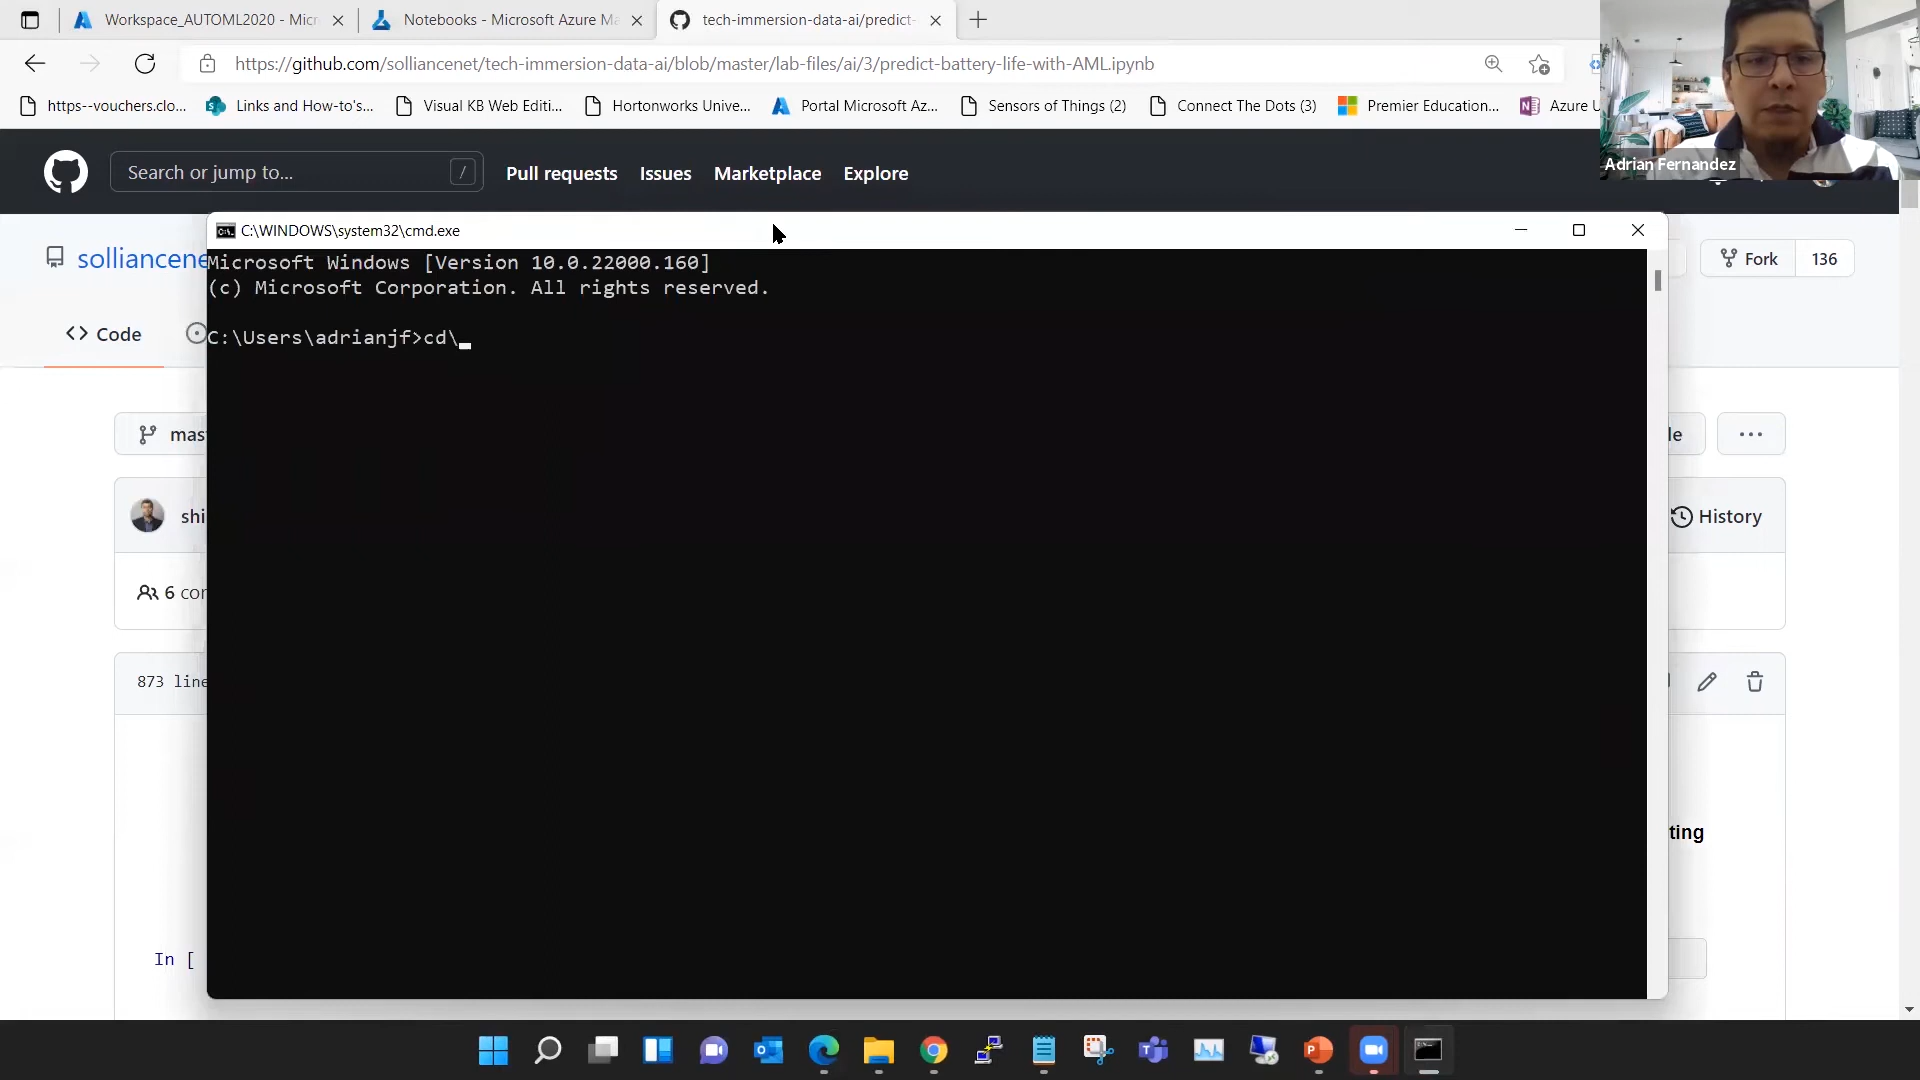 Workspace_AUTOML2020 - Micr
Notebooks - Microsoft Azure Ma
tech-immersion-data-ai/predict-
https://github.com/solliancenet/tech-immersion-data-ai/blob/master/lab-files/ai/3/predict-battery-life-with-AML.ipynb
https--vouchers.clo...
Links and How-to's...
Visual KB Web Editi...
Hortonworks Unive...
Portal Microsoft Az...
Sensors of Things (2)
Connect The Dots (3)
Premier Education...
Azure U
Adrian Fernandez
Search or jump to...
/
Pull requests
Issues
Marketplace
Explore
C:\WINDOWS\system32\cmd.exe
Microsoft Windows [Version 10.0.22000.160]
(c) Microsoft Corporation. All rights reserved.
C:\Users\adrianjf>cd\
solliancene
Fork
136
Code
mas
le
shi
History
6 cor
873 line
ting
In [